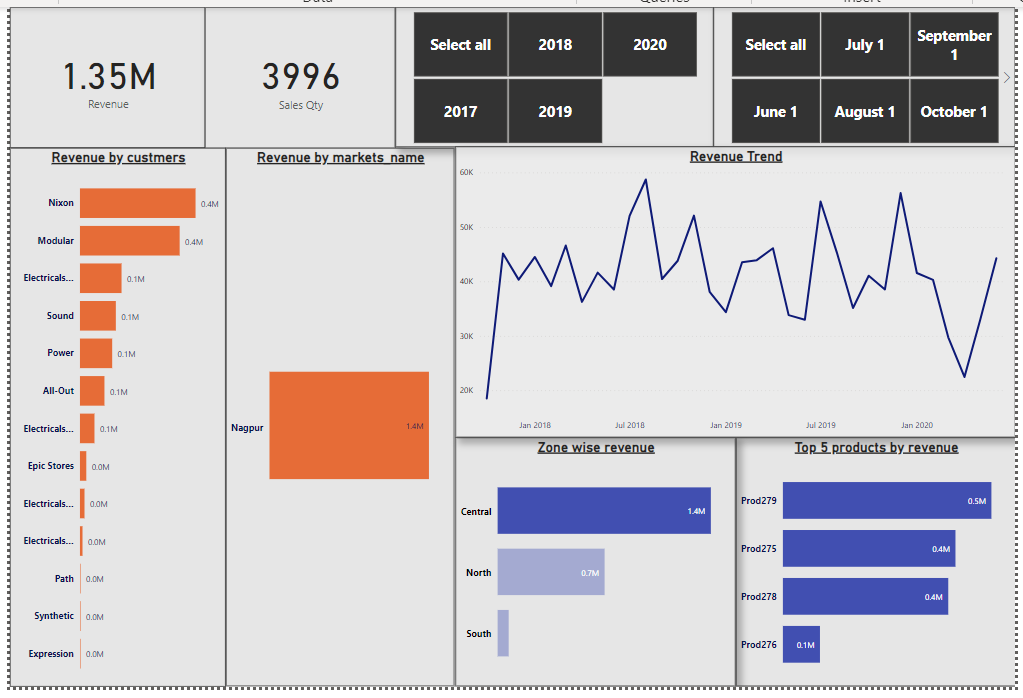 Data Queries Insert
1.35M
Revenue
3996
Sales Qty
Select all 2018 2020
2017 2019
Select all July 1 September 1
June 1 August 1 October 1
Revenue by custmers
Nixon 0.4M
Modular 0.4M
Electricals... 0.1M
Sound 0.1M
Power 0.1M
All-Out 0.1M
Electricals... 0.1M
Epic Stores 0.0M
Electricals... 0.0M
Electricals... 0.0M
Path 0.0M
Synthetic 0.0M
Expression 0.0M
Revenue by markets_name
Nagpur 1.4M
Revenue Trend
60K
50K
40K
30K
20K
Jan 2018 Jul 2018 Jan 2019 Jul 2019 Jan 2020
Zone wise revenue
Central 1.4M
North 0.7M
South
Top 5 products by revenue
Prod279 0.5M
Prod275 0.4M
Prod278 0.4M
Prod276 0.1M